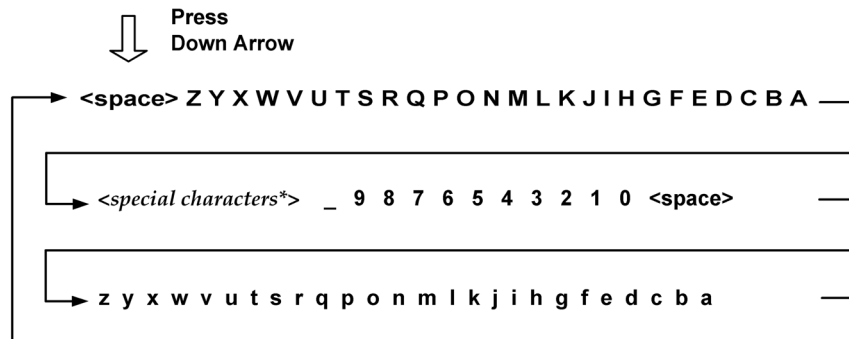 Press
Down Arrow
<space> Z Y X W V U T S R Q P O N M L K J I H G F E D C B A
<special characters*> _ 9 8 7 6 5 4 3 2 1 0 <space>
z y x w v u t s r q p o n m l k j i h g f e d c b a